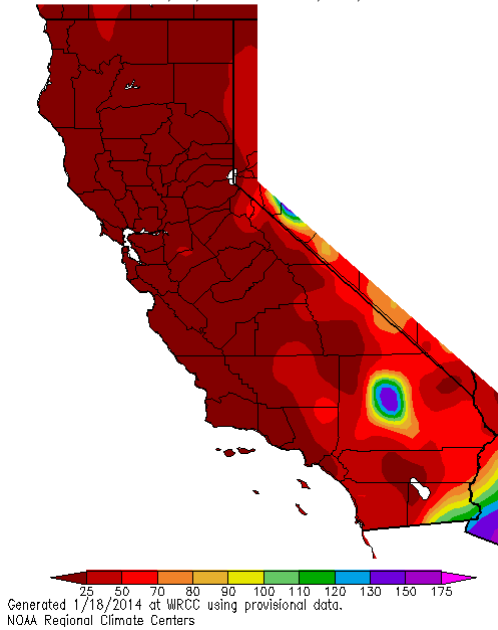 25 50 70 80 90 100 110 120 130 150 175
Generated 1/18/2014 at WRCC using provisional data.
NOAA Regional Climate Centers